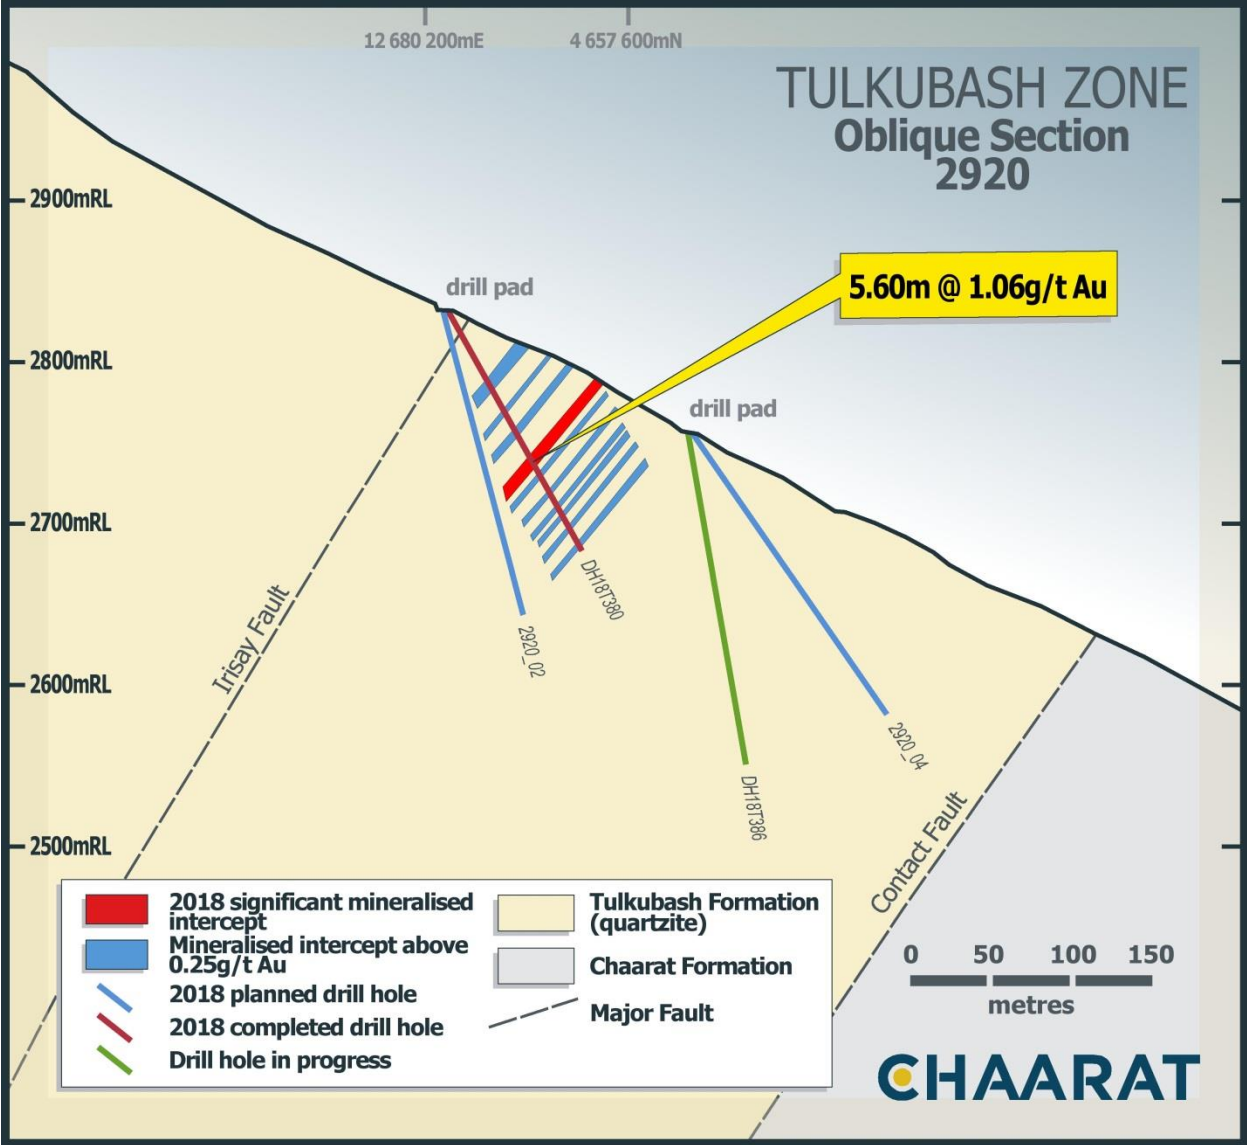 12 680 200mE
4 657 600mN
TULKUBASH ZONE
Oblique Section
2920
2900mRL
drill pad
5.60m @ 1.06g/t Au
2800mRL
drill pad
2700mRL
DH18T380
Irisay Fault
2920_02
2600mRL
2920_04
DH18T386
2500mRL
Contact Fault
2018 significant mineralised
intercept
Mineralised intercept above
0.25g/t Au
2018 planned drill hole
2018 completed drill hole
Drill hole in progress
Tulkubash Formation
(quartzite)
Chaarat Formation
Major Fault
0 50 100 150
metres
CHAARAT